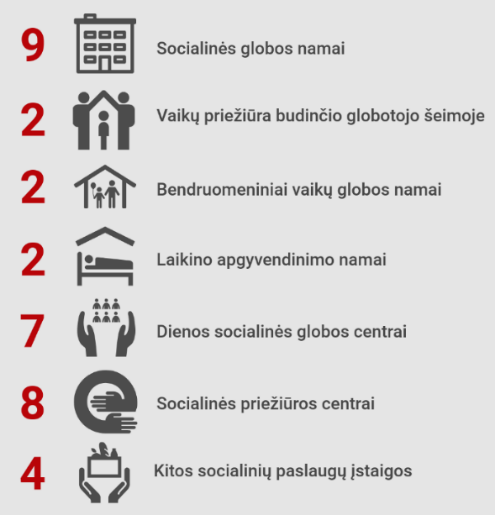 9 Socialinės globos namai
2 Vaikų priežiūra budinčio globotojo šeimoje
2 Bendruomeniniai vaikų globos namai
2 Laikino apgyvendinimo namai
7 Dienos socialinės globos centrai
8 Socialinės priežiūros centrai
4 Kitos socialinių paslaugų įstaigos